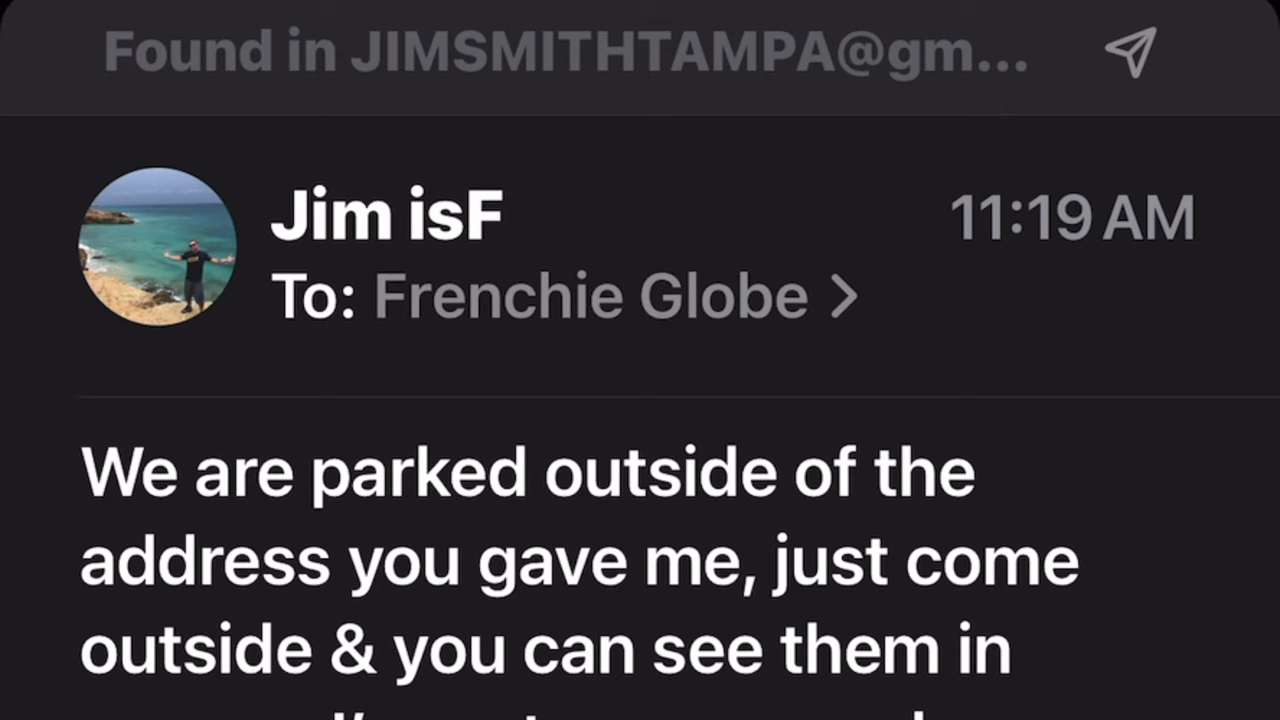 Found in JIMSMITHTAMPA@gm...
Jim isF
11:19 AM
To: Frenchie Globe
We are parked outside of the
address you gave me, just come
outside & you can see them in